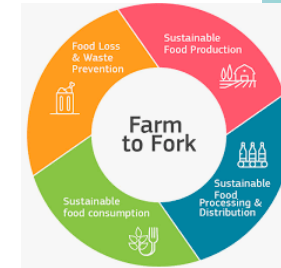 Food Loss
& Waste
Prevention
Sustainable
Food Production
Farm
to Fork
Sustainable
Food
Processing &
Distribution
Sustainable
food consumption